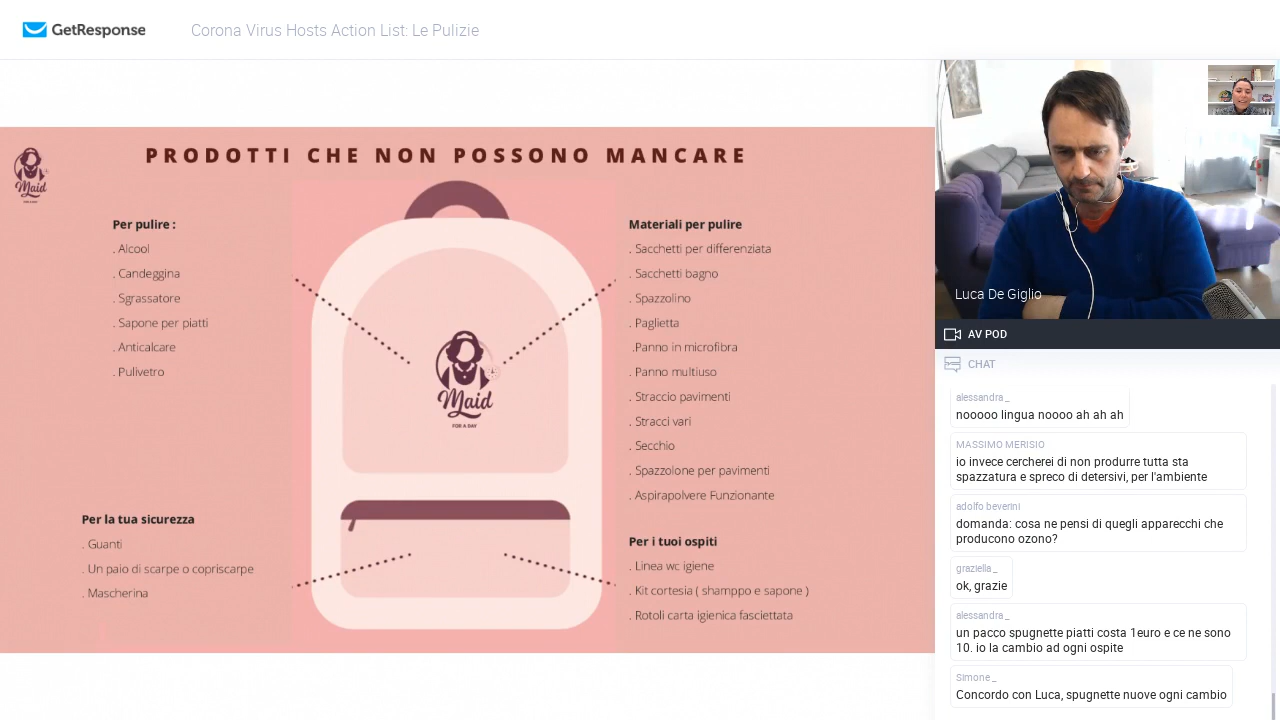 GetResponse
Corona Virus Hosts Action List: Le Pulizie
PRODOTTI CHE NON POSSONO MANCARE
Maid
FOR A DAY
Per pulire :
. Alcool
. Candeggina
. Sgrassatore
. Sapone per piatti
. Anticalcare
. Pulivetro
Per la tua sicurezza
. Guanti
. Un paio di scarpe o copriscarpe
. Mascherina
Maid
FOR A DAY
Materiali per pulire
. Sacchetti per differenziata
. Sacchetti bagno
. Spazzolino
. Paglietta
.Panno in microfibra
. Panno multiuso
. Straccio pavimenti
. Stracci vari
. Secchio
. Spazzolone per pavimenti
. Aspirapolvere Funzionante
Per i tuoi ospiti
. Linea wc igiene
. Kit cortesia ( shamppo e sapone )
. Rotoli carta igienica fasciettata
Luca De Giglio
AV POD
CHAT
alessandra _
nooooo lingua noooo ah ah ah
MASSIMO MERISIO
io invece cercherei di non produrre tutta sta
spazzatura e spreco di detersivi, per l'ambiente
adolfo beverini
domanda: cosa ne pensi di quegli apparecchi che
producono ozono?
graziella _
ok, grazie
alessandra _
un pacco spugnette piatti costa 1euro e ce ne sono
10. io la cambio ad ogni ospite
Simone _
Concordo con Luca, spugnette nuove ogni cambio